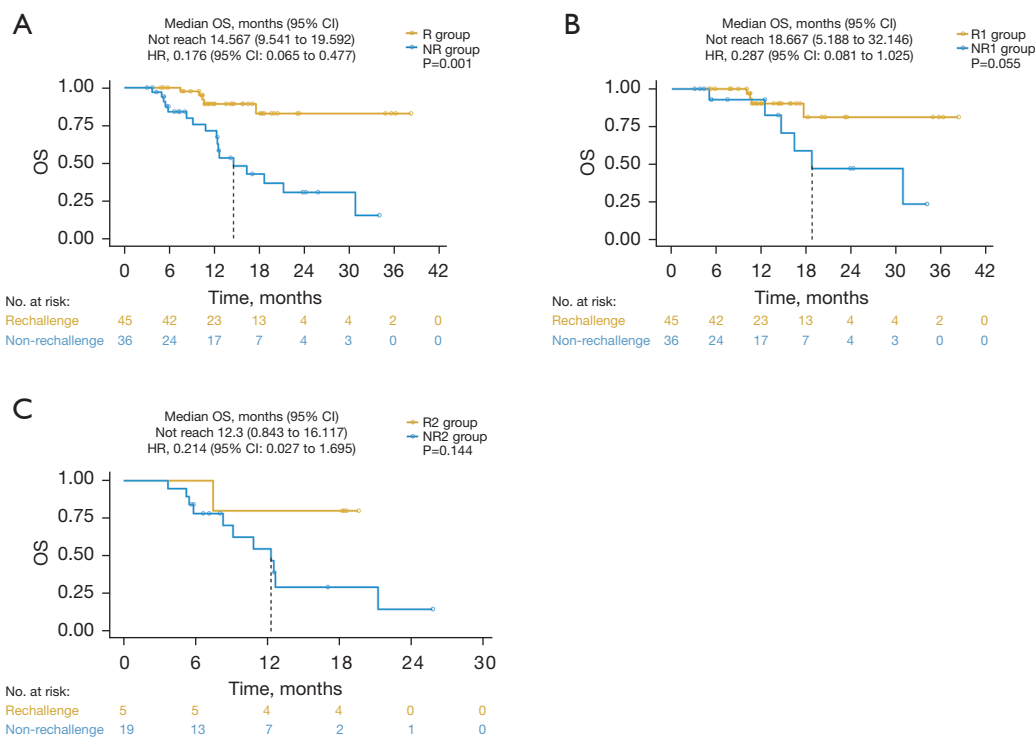 A
Median OS, months (95% CI)
Not reach 14.567 (9.541 to 19.592)
HR, 0.176 (95% CI: 0.065 to 0.477)
R group
NR group
P=0.001
OS
1.00
0.75
0.50
0.25
0.00
0 6 12 18 24 30 36 42
Time, months
No. at risk:
Rechallenge 45 42 23 13 4 4 2 0
Non-rechallenge 36 24 17 7 4 3 0 0
B
Median OS, months (95% CI)
Not reach 18.667 (5.188 to 32.146)
HR, 0.287 (95% CI: 0.081 to 1.025)
R1 group
NR1 group
P=0.055
OS
1.00
0.75
0.50
0.25
0.00
0 6 12 18 24 30 36 42
Time, months
No. at risk:
Rechallenge 45 42 23 13 4 4 2 0
Non-rechallenge 36 24 17 7 4 3 0 0
C
Median OS, months (95% CI)
Not reach 12.3 (0.843 to 16.117)
HR, 0.214 (95% CI: 0.027 to 1.695)
R2 group
NR2 group
P=0.144
OS
1.00
0.75
0.50
0.25
0.00
0 6 12 18 24 30
Time, months
No. at risk:
Rechallenge 5 5 4 4 0 0
Non-rechallenge 19 13 7 2 1 0